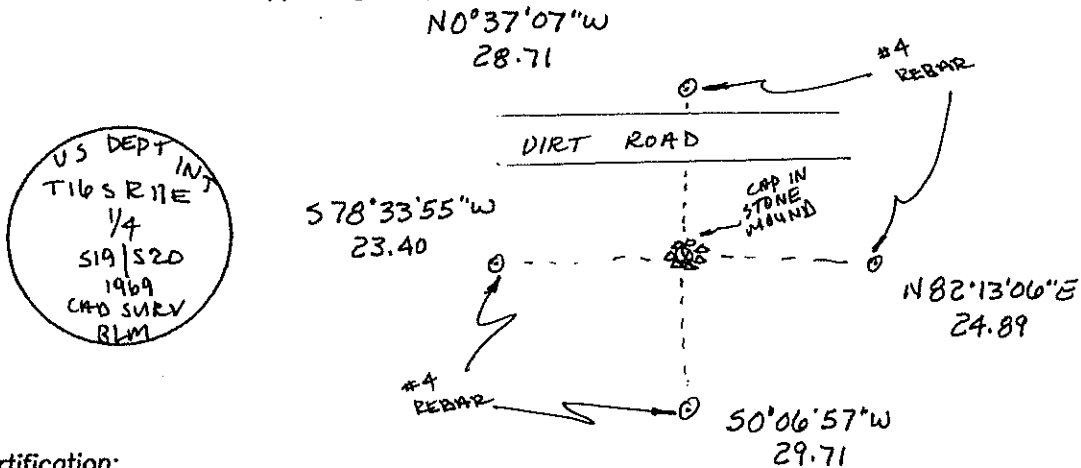 N0°37'07"W
28.71
#4
REBAR
DIRT ROAD
US DEPT INT
T16S R11E
1/4
S19|S20
1969
CAD SURV
BLM
CAP IN
STONE
MOUND
S78°33'55"W
23.40
N82°13'06"E
24.89
#4
REBAR
S0°06'57"W
29.71
rtification: